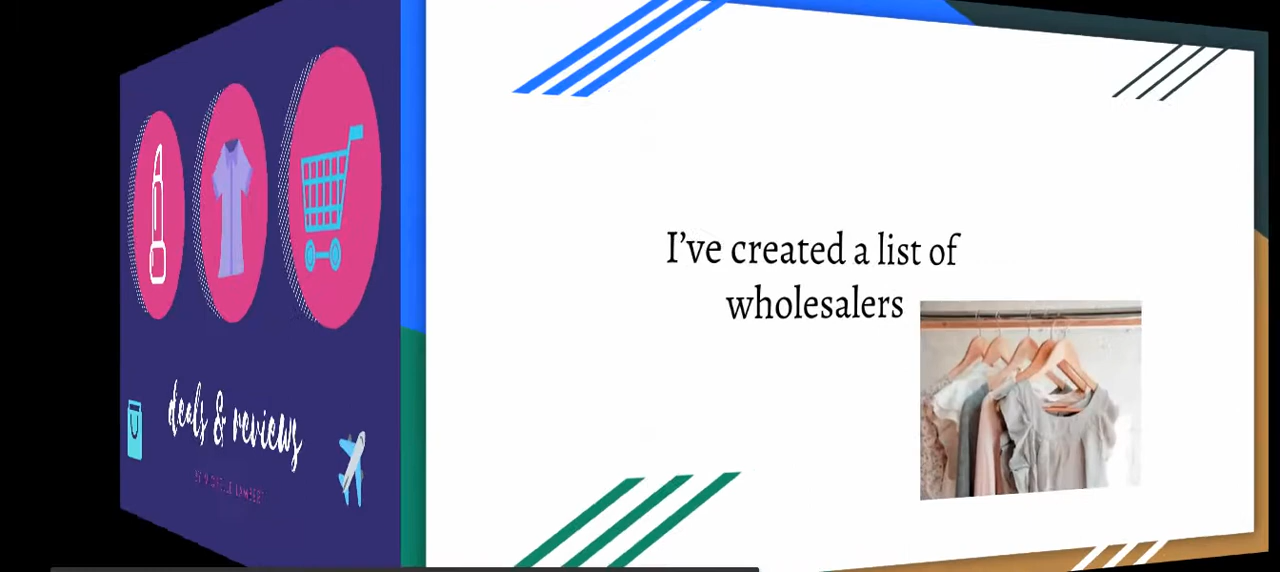 deals & reviews
I've created a list of
wholesalers